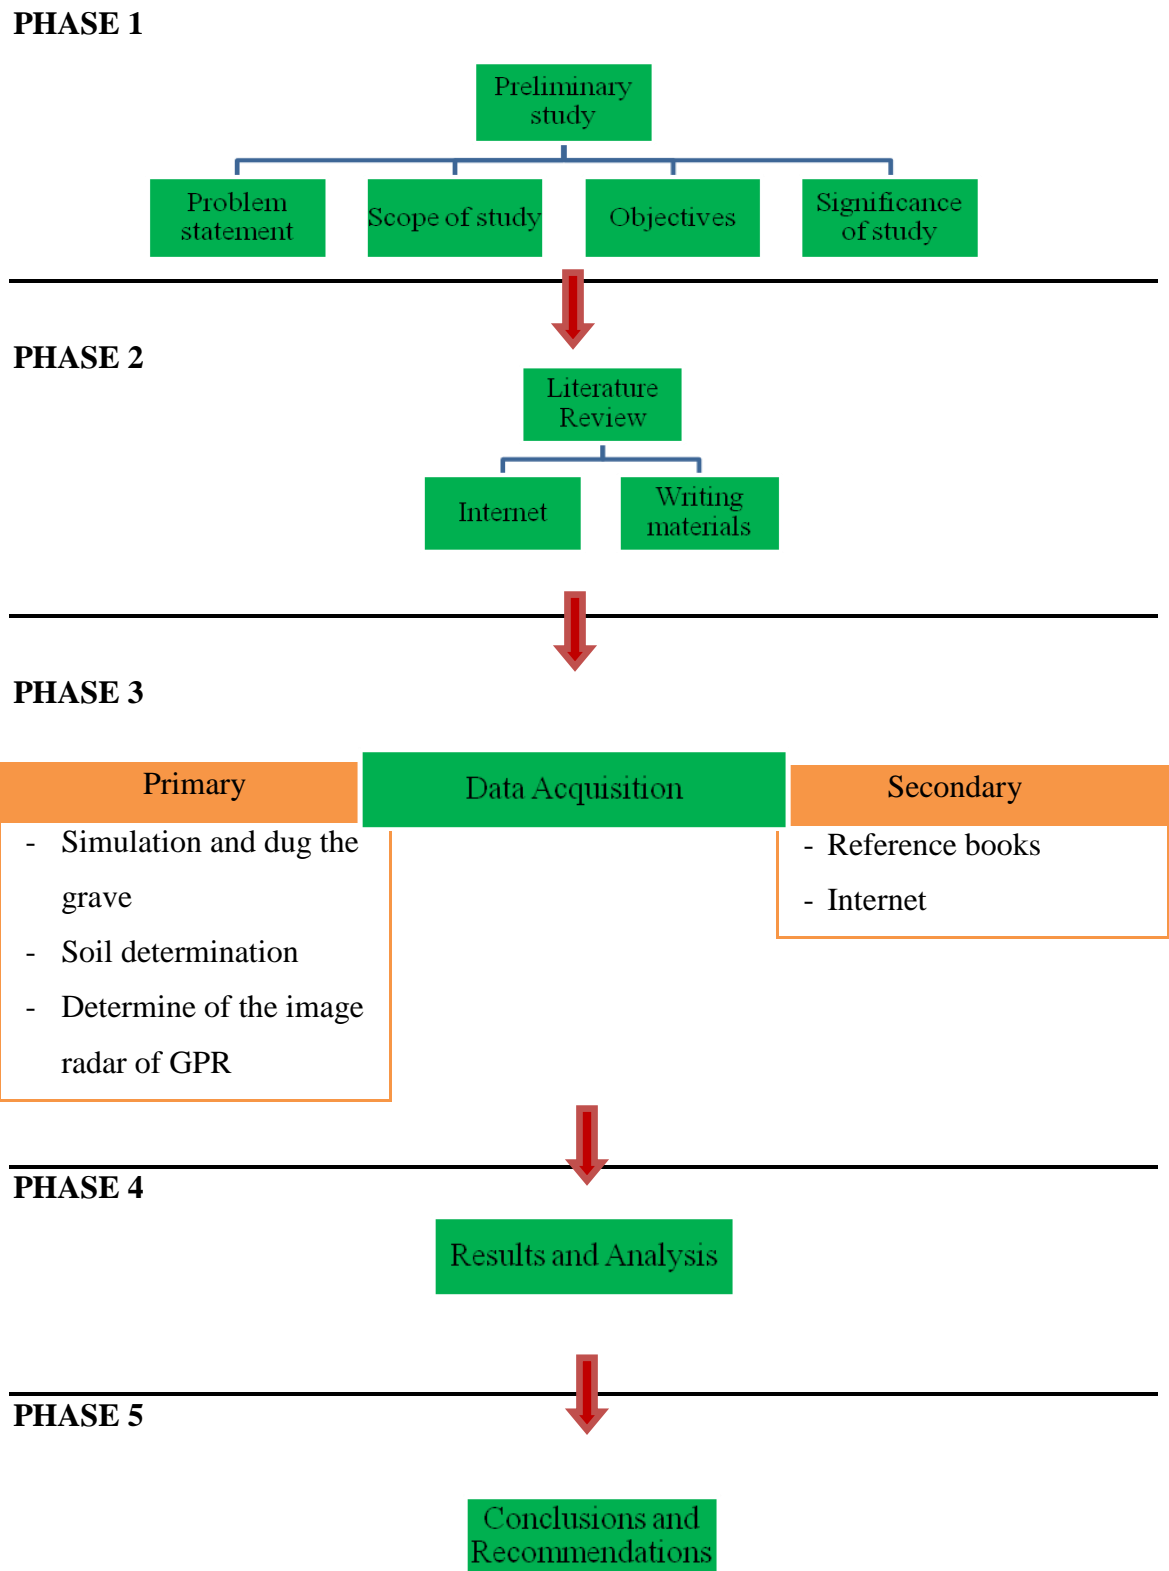 PHASE 1
Preliminary
study
Problem
statement
Scope of study
Objectives
Significance
of study
PHASE 2
Literature
Review
Internet
Writing
materials
PHASE 3
Primary
Data Acquisition
Secondary
- Simulation and dug the
grave
- Soil determination
- Determine of the image
radar of GPR
- Reference books
- Internet
PHASE 4
Results and Analysis
PHASE 5
Conclusions and
Recommendations